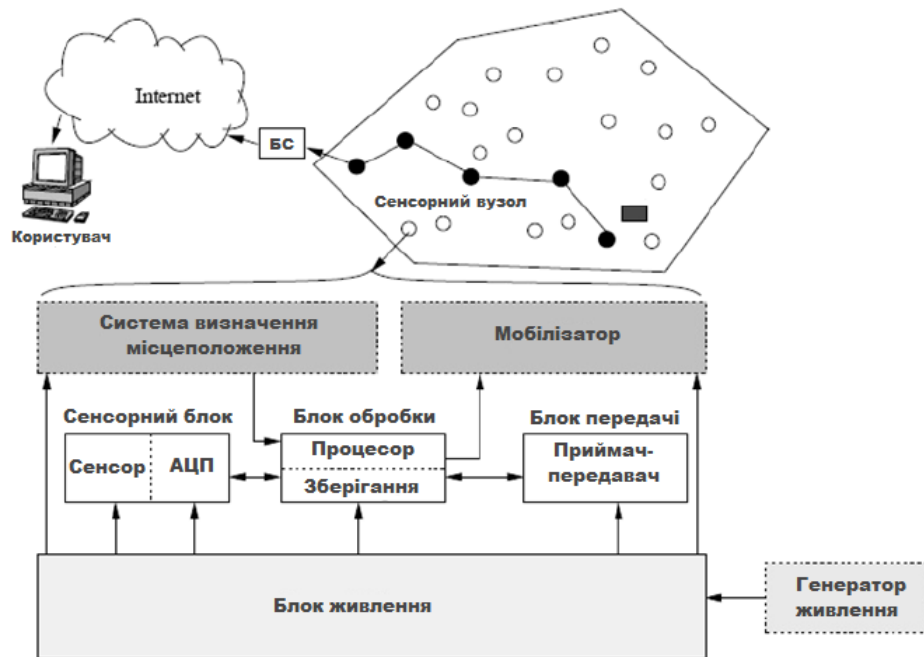 Internet
БС
Користувач
Сенсорний вузол
Система визначення
місцеположення
Мобілізатор
Сенсорний блок
Блок обробки
Блок передачі
Сенсор
АЦП
Процесор
Зберігання
Приймач-
передавач
Блок живлення
Генератор
живлення